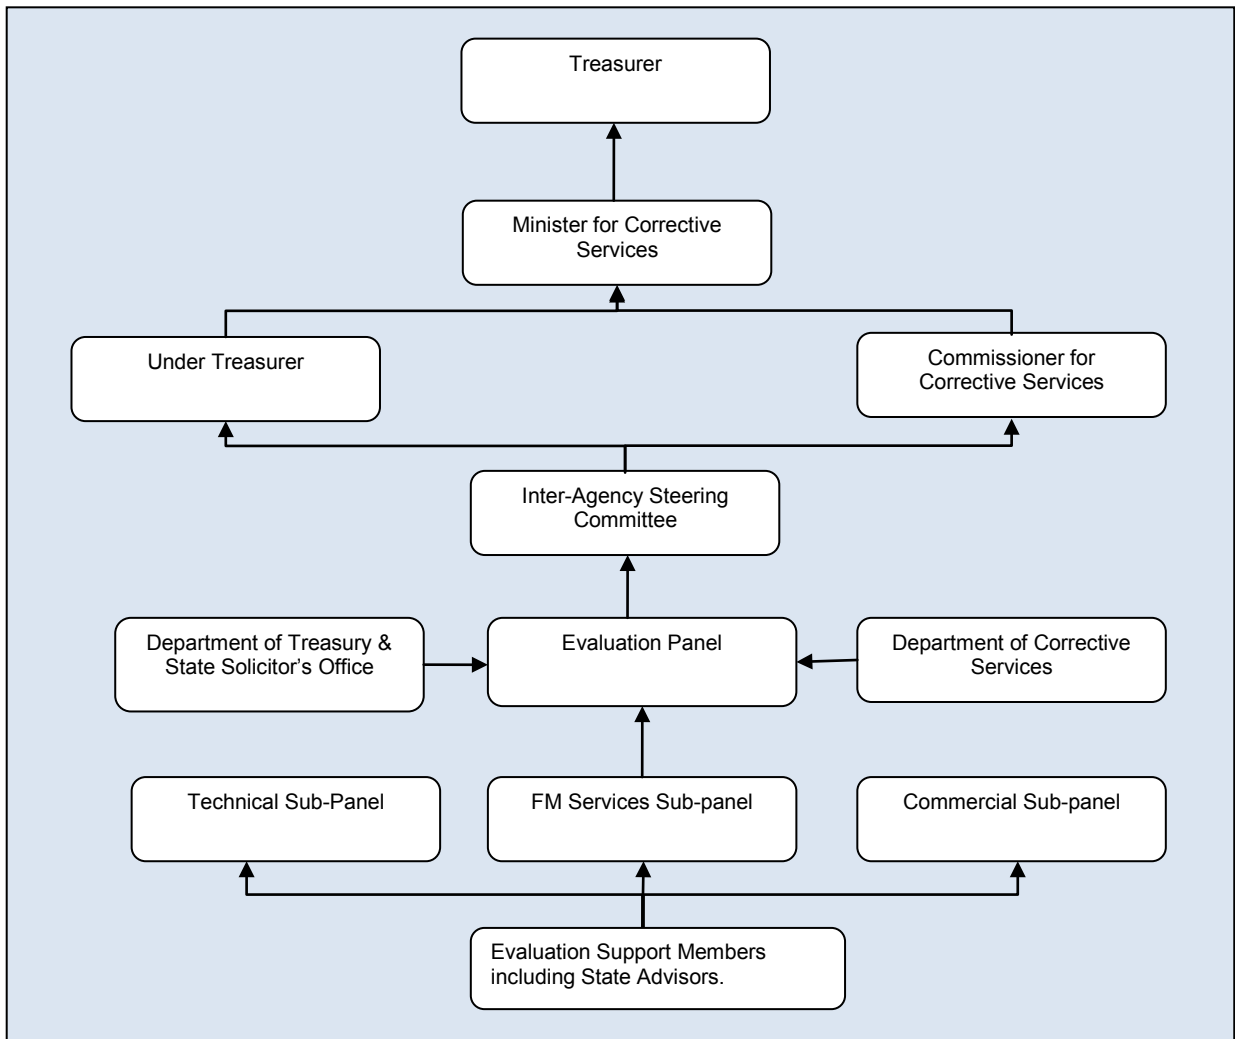 Treasurer
Minister for Corrective
Services
Under Treasurer
Commissioner for
Corrective Services
Inter-Agency Steering
Committee
Department of Treasury &
State Solicitor’s Office
Evaluation Panel
Department of Corrective
Services
Technical Sub-Panel
FM Services Sub-panel
Commercial Sub-panel
Evaluation Support Members
including State Advisors.